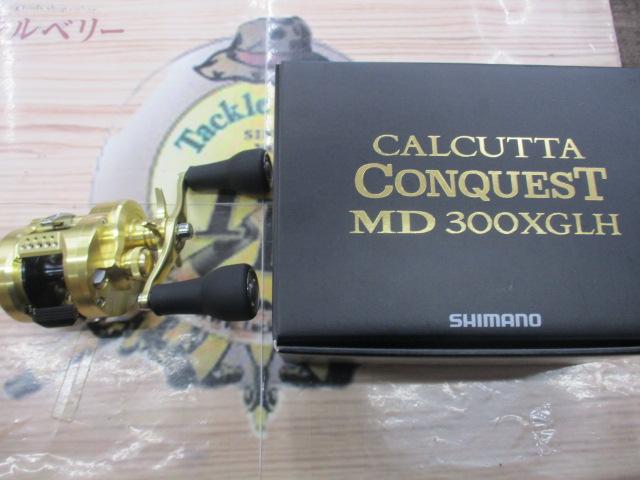 ルベリー
Tackle
CALCUTTA
CONQUEST
MD 300XGLH
SHIMANO